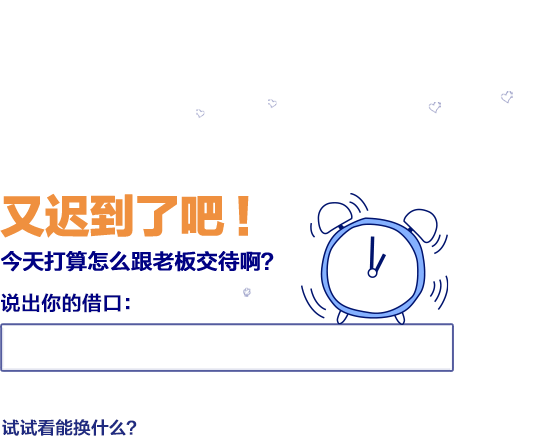 又迟到了吧！
今天打算怎么跟老板交待啊？
说出你的借口：
试试看能换什么？